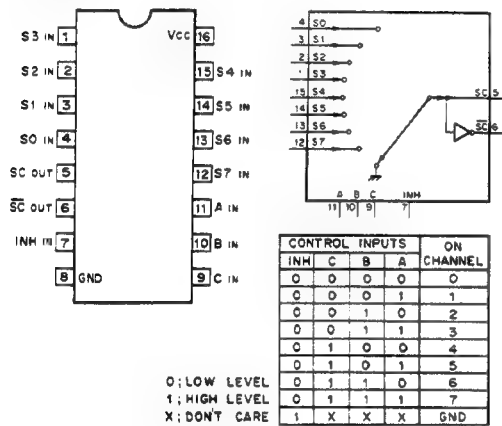 S3 IN 1
S2 IN 2
S1 IN 3
S0 IN 4
SC OUT 5
S̅C̅ OUT 6
INH IN 7
8 GND
Vcc 16
15 S4 IN
14 S5 IN
13 S6 IN
12 S7 IN
11 A IN
10 B IN
9 C IN
4 S0
3 S1
2 S2
1 S3
15 S4
14 S5
13 S6
12 S7
SC 5
S̅C̅ 6
A B C INH
11 10 9 7
CONTROL INPUTS ON CHANNEL
INH C B A
0 0 0 0 0
0 0 0 1 1
0 0 1 0 2
0 0 1 1 3
0 1 0 0 4
0 1 0 1 5
0 1 1 0 6
0 1 1 1 7
1 X X X GND
0; LOW LEVEL
1; HIGH LEVEL
X; DON'T CARE